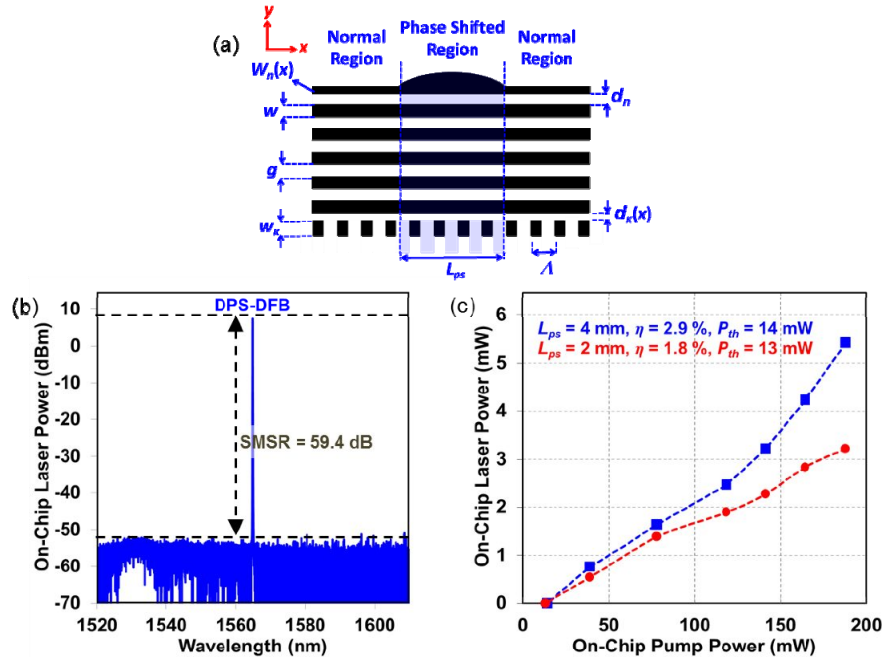 (a)
y
x
Normal Region
Phase Shifted Region
Normal Region
Wn(x)
dn
w
g
dκ(x)
wκ
Lps
Λ
(b)
DPS-DFB
10
0
-10
-20
-30
-40
-50
-60
-70
SMSR = 59.4 dB
On-Chip Laser Power (dBm)
1520
1540
1560
1580
1600
Wavelength (nm)
(c)
Lps = 4 mm, η = 2.9 %, Pth = 14 mW
Lps = 2 mm, η = 1.8 %, Pth = 13 mW
6
5
4
3
2
1
0
On-Chip Laser Power (mW)
0
50
100
150
200
On-Chip Pump Power (mW)